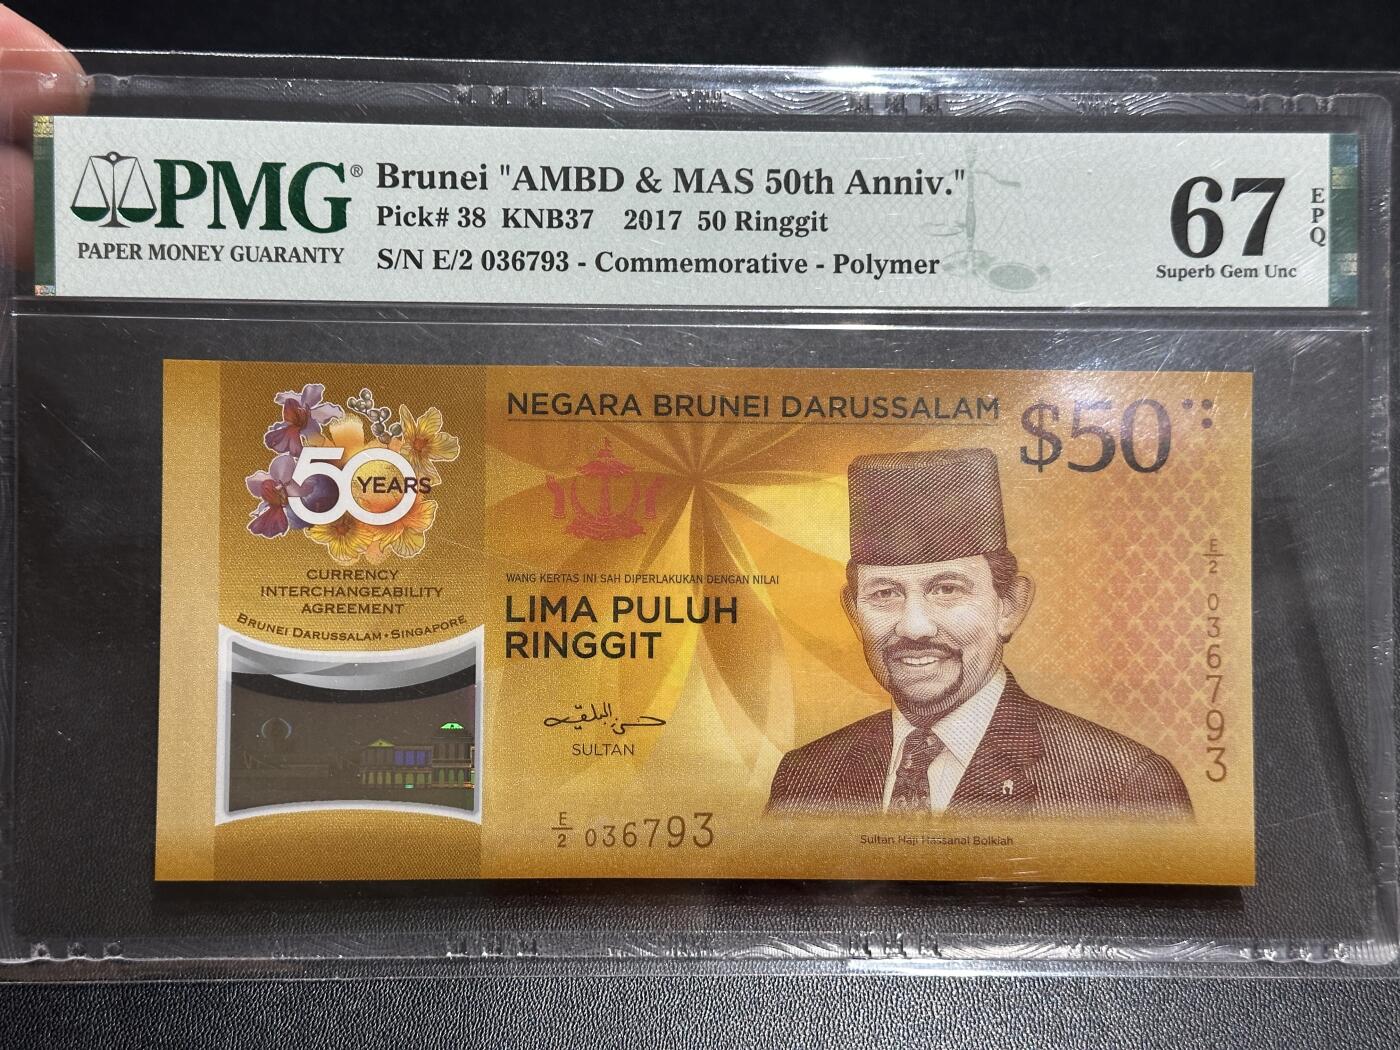 PMG®
PAPER MONEY GUARANTY
Brunei "AMBD & MAS 50th Anniv."
Pick# 38 KNB37 2017 50 Ringgit
S/N E/2 036793 - Commemorative - Polymer
67 EPQ
Superb Gem Unc
NEGARA BRUNEI DARUSSALAM
$50
50 YEARS
CURRENCY
INTERCHANGEABILITY
AGREEMENT
BRUNEI DARUSSALAM • SINGAPORE
WANG KERTAS INI SAH DIPERLAKUKAN DENGAN NILAI
LIMA PULUH
RINGGIT
SULTAN
E/2 036793
E/2 036793
Sultan Haji Hassanal Bolkiah